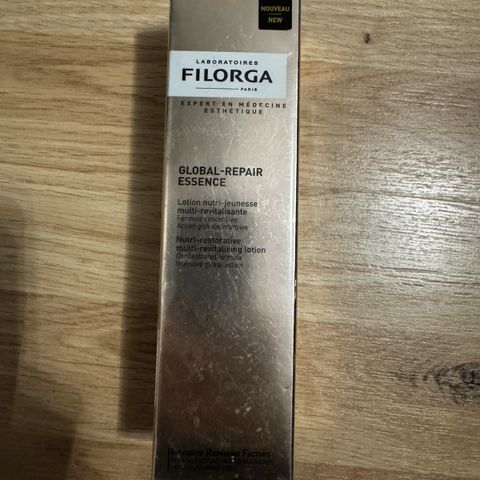 NOUVEAU
NEW
LABORATOIRES
FILORGA
PARIS
EXPERT EN MÉDECINE
ESTHÉTIQUE
GLOBAL-REPAIR
ESSENCE
Lotion nutri-jeunesse
multi-revitalisante
Formule concentrée
Action globale intensive
Nutri-restorative
multi-revitalising lotion
Concentrated formula
Intensive global action